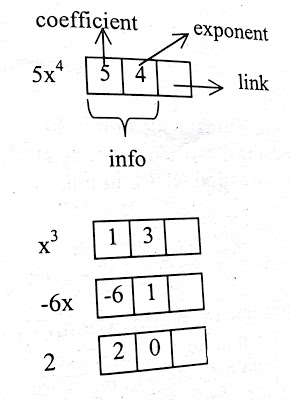 coefficient
exponent
5x⁴ 5 4 link
info
x³ 1 3
-6x -6 1
2 2 0